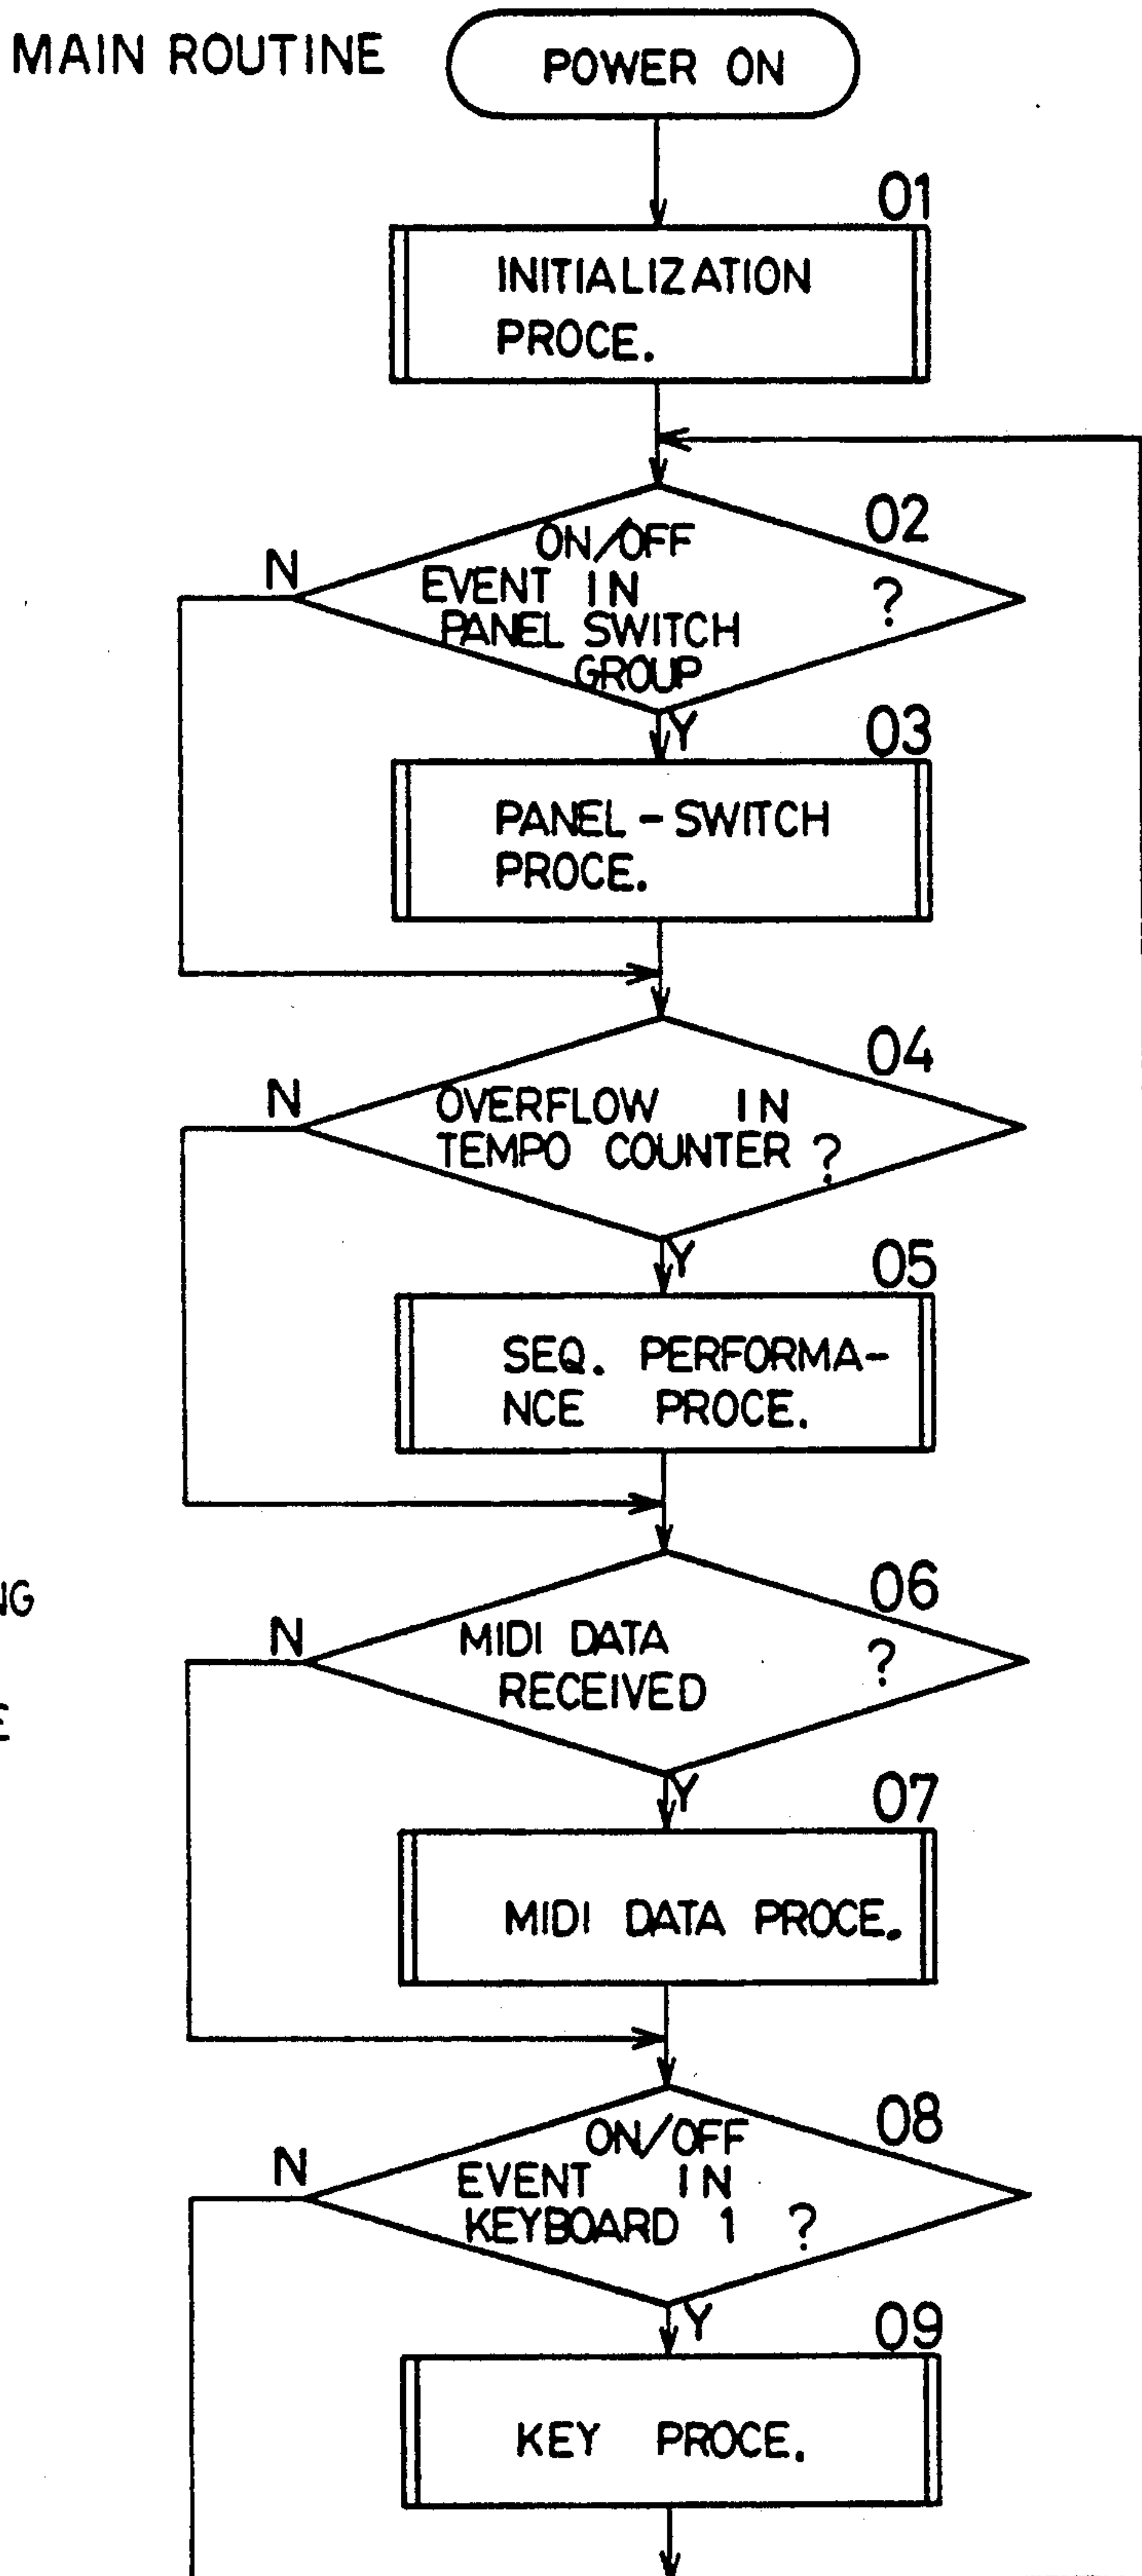 MAIN ROUTINE
POWER ON
01
INITIALIZATION
PROCE.
02
N
ON/OFF
EVENT IN
PANEL SWITCH
GROUP
?
Y
03
PANEL-SWITCH
PROCE.
04
N
OVERFLOW IN
TEMPO COUNTER ?
Y
05
SEQ. PERFORMA-
NCE PROCE.
06
N
MIDI DATA
RECEIVED
?
Y
07
MIDI DATA PROCE.
08
N
ON/OFF
EVENT IN
KEYBOARD 1 ?
Y
09
KEY PROCE.